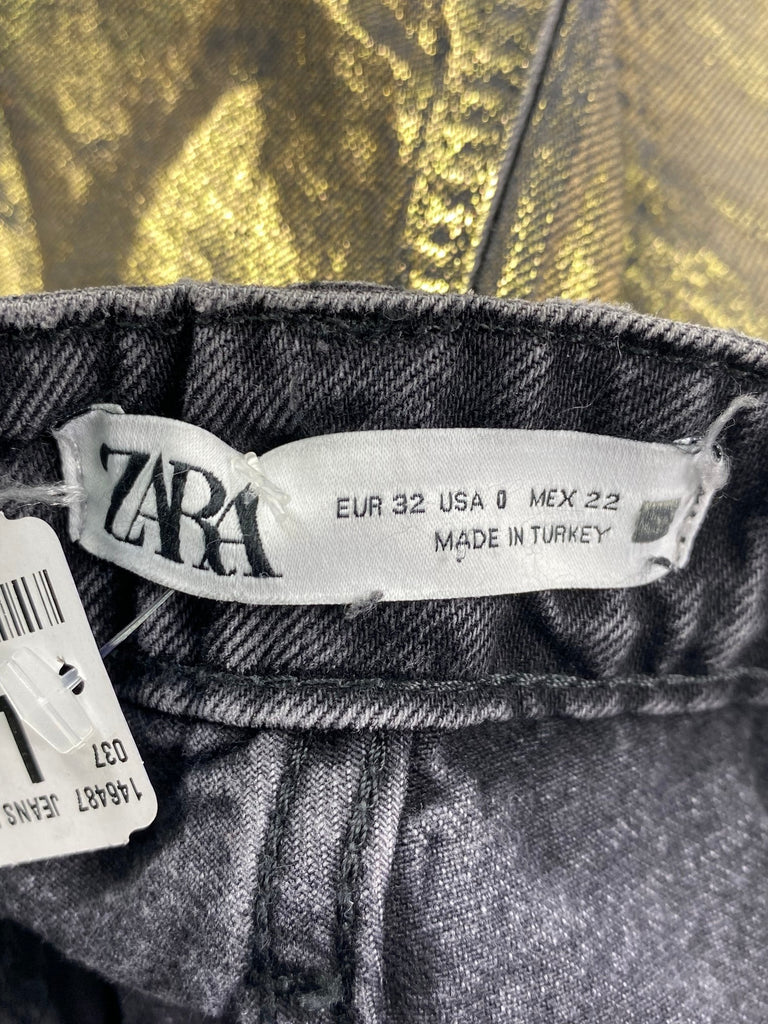 ZARA
EUR 32 USA 0 MEX 22
MADE IN TURKEY
037
146487
JEANS